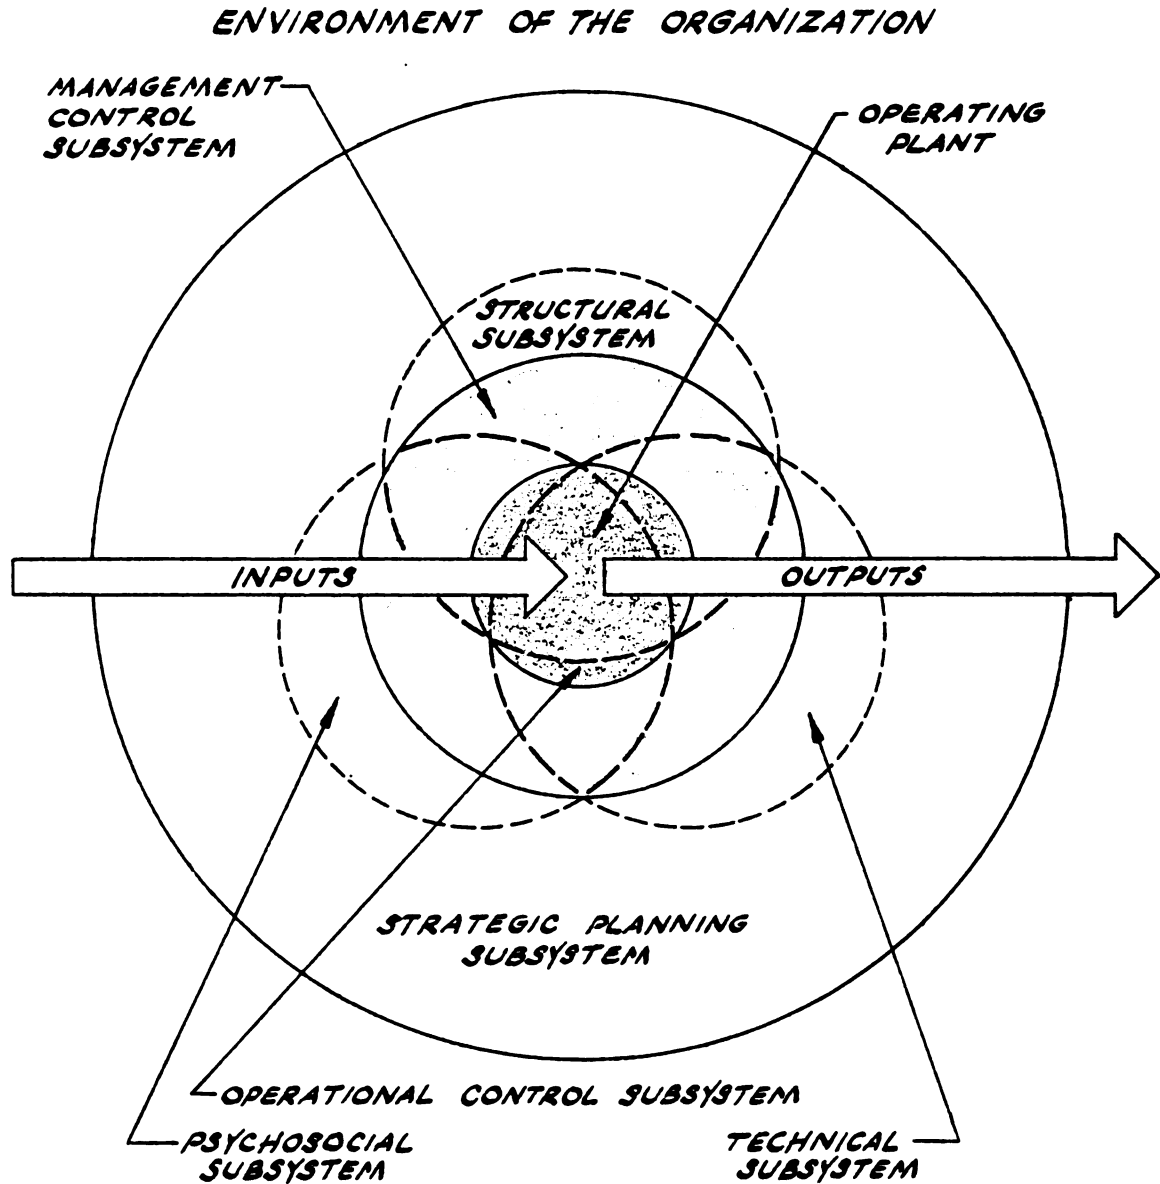 ENVIRONMENT OF THE ORGANIZATION
MANAGEMENT
CONTROL
SUBSYSTEM
OPERATING
PLANT
STRUCTURAL
SUBSYSTEM
INPUTS
OUTPUTS
STRATEGIC PLANNING
SUBSYSTEM
OPERATIONAL CONTROL SUBSYSTEM
PSYCHOSOCIAL
SUBSYSTEM
TECHNICAL
SUBSYSTEM